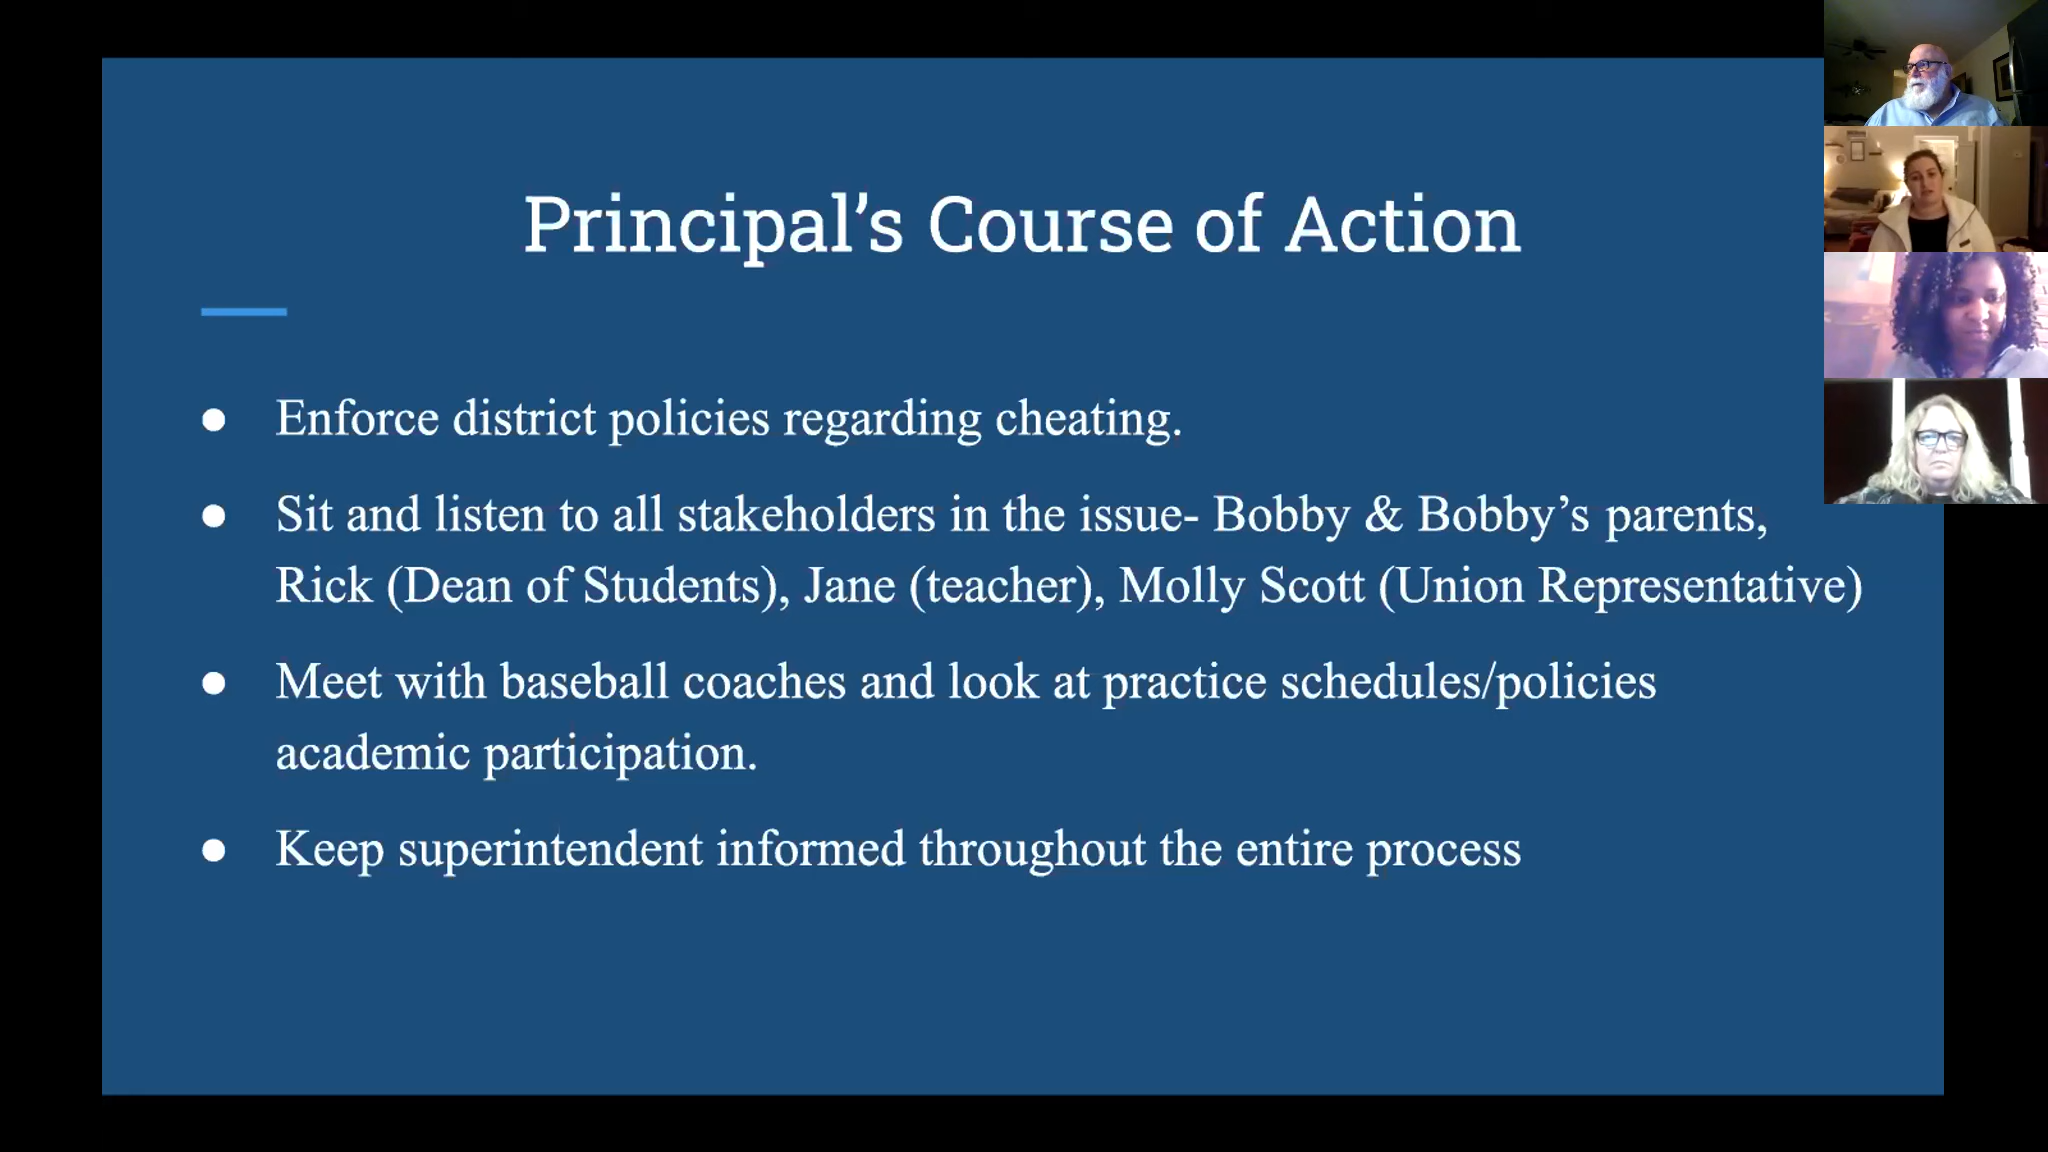 Principal’s Course of Action
● Enforce district policies regarding cheating.
● Sit and listen to all stakeholders in the issue- Bobby & Bobby’s parents,
Rick (Dean of Students), Jane (teacher), Molly Scott (Union Representative)
● Meet with baseball coaches and look at practice schedules/policies
academic participation.
● Keep superintendent informed throughout the entire process